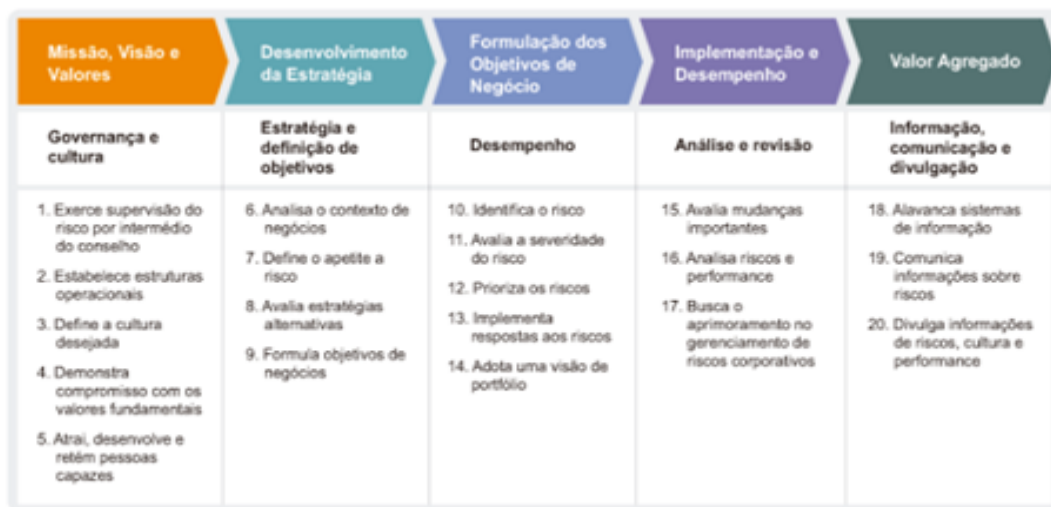 Missão, Visão e
Valores
Desenvolvimento
da Estratégia
Formulação dos
Objetivos de
Negócio
Implementação e
Desempenho
Valor Agregado
Governança e
cultura
Estratégia e
definição de
objetivos
Desempenho
Análise e revisão
Informação,
comunicação e
divulgação
1. Exerce supervisão do
risco por intermédio
do conselho
2. Estabelece estruturas
operacionais
3. Define a cultura
desejada
4. Demonstra
compromisso com os
valores fundamentais
5. Atrai, desenvolve e
retém pessoas
capazes
6. Analisa o contexto de
negócios
7. Define o apetite a
risco
8. Avalia estratégias
alternativas
9. Formula objetivos de
negócios
10. Identifica o risco
11. Avalia a severidade
do risco
12. Prioriza os riscos
13. Implementa
respostas aos riscos
14. Adota uma visão de
portfólio
15. Avalia mudanças
importantes
16. Analisa riscos e
performance
17. Busca o
aprimoramento no
gerenciamento de
riscos corporativos
18. Alavanca sistemas
de informação
19. Comunica
informações sobre
riscos
20. Divulga informações
de riscos, cultura e
performance